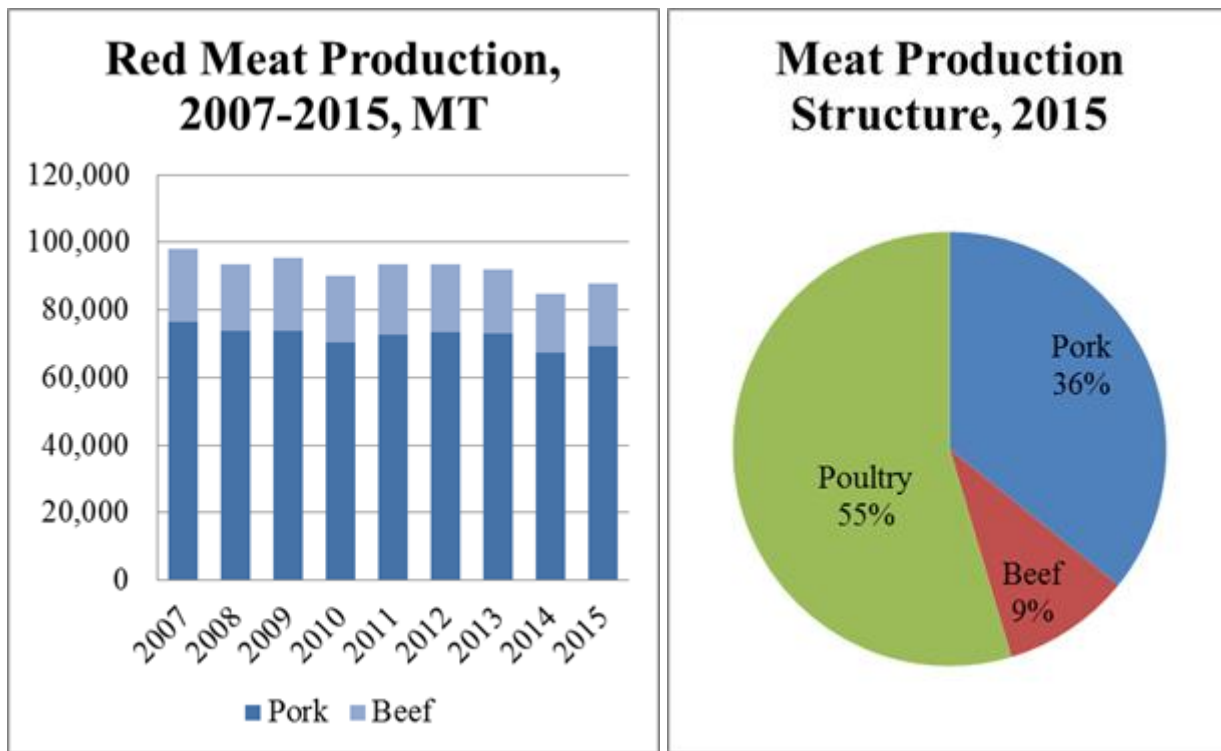 Red Meat Production,
2007-2015, MT
120,000
100,000
80,000
60,000
40,000
20,000
0
2007
2008
2009
2010
2011
2012
2013
2014
2015
Pork
Beef
Meat Production
Structure, 2015
Pork
36%
Poultry
55%
Beef
9%